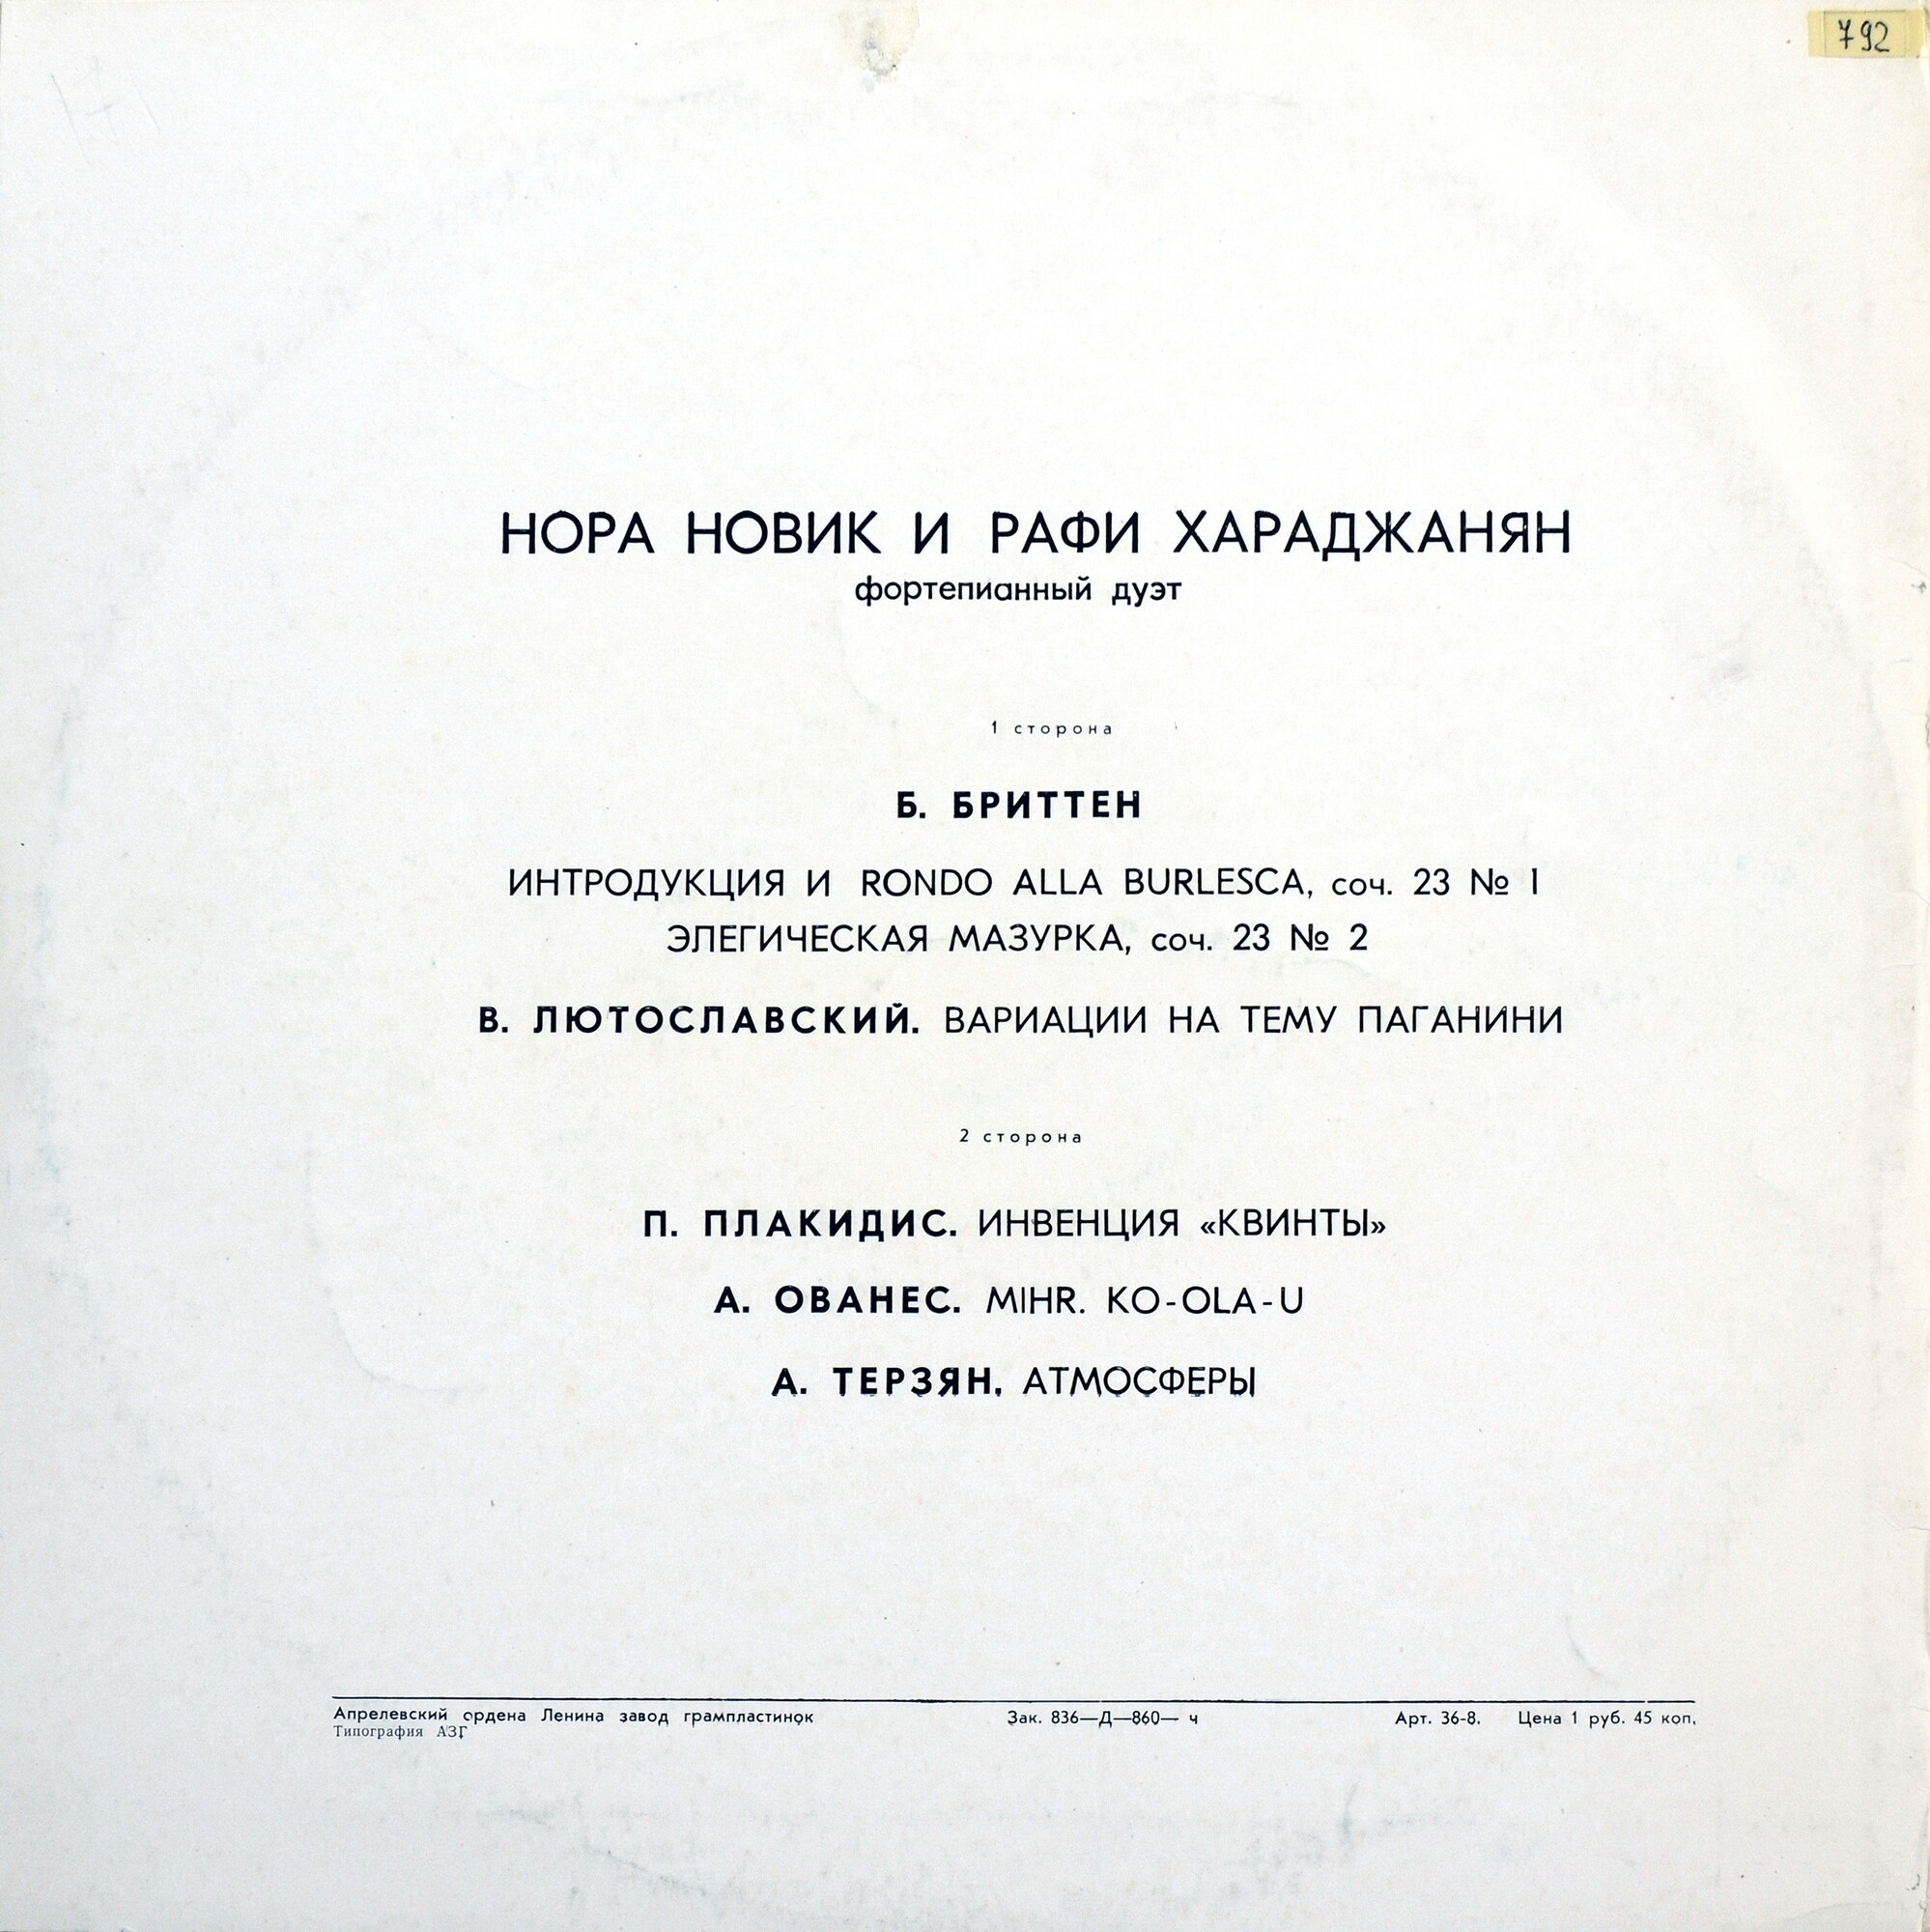 792
НОРА НОВИК И РАФИ ХАРАДЖАНЯН
фортепианный дуэт
1 сторона
Б. БРИТТЕН
ИНТРОДУКЦИЯ И RONDO ALLA BURLESCA, соч. 23 № 1
ЭЛЕГИЧЕСКАЯ МАЗУРКА, соч. 23 № 2
В. ЛЮТОСЛАВСКИЙ. ВАРИАЦИИ НА ТЕМУ ПАГАНИНИ
2 сторона
П. ПЛАКИДИС. ИНВЕНЦИЯ «КВИНТЫ»
А. ОВАНЕС. MIHR. KO-OLA-U
А. ТЕРЗЯН. АТМОСФЕРЫ
Апрелевский ордена Ленина завод грампластинок Зак. 836—Д—860— ч Арт. 36-8. Цена 1 руб. 45 коп.
Типография АЗГ